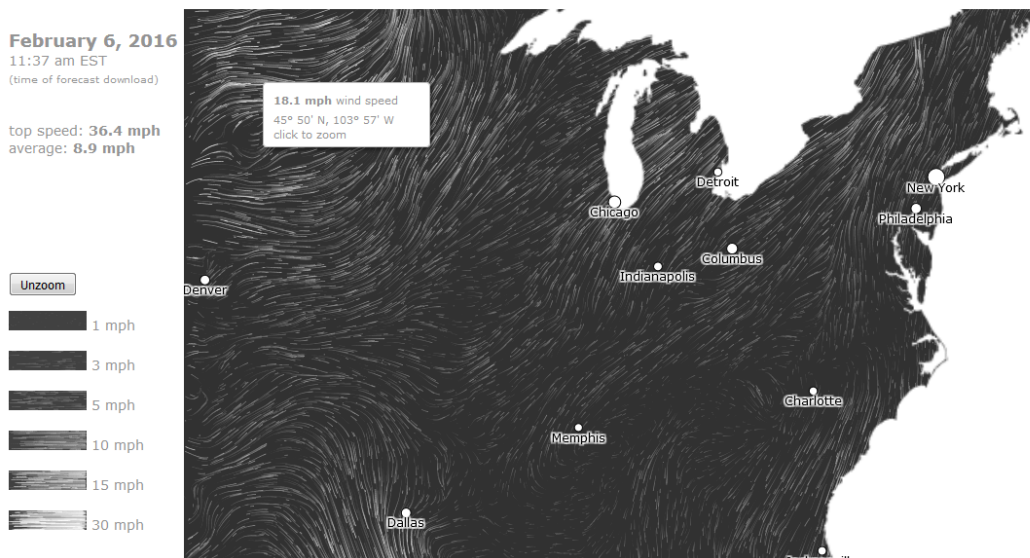 February 6, 2016
11:37 am EST
(time of forecast download)
top speed: 36.4 mph
average: 8.9 mph
Unzoom
1 mph
3 mph
5 mph
10 mph
15 mph
30 mph
18.1 mph wind speed
45° 50' N, 103° 57' W
click to zoom
Detroit
New York
Chicago
Philadelphia
Columbus
Indianapolis
Denver
Charlotte
Memphis
Dallas